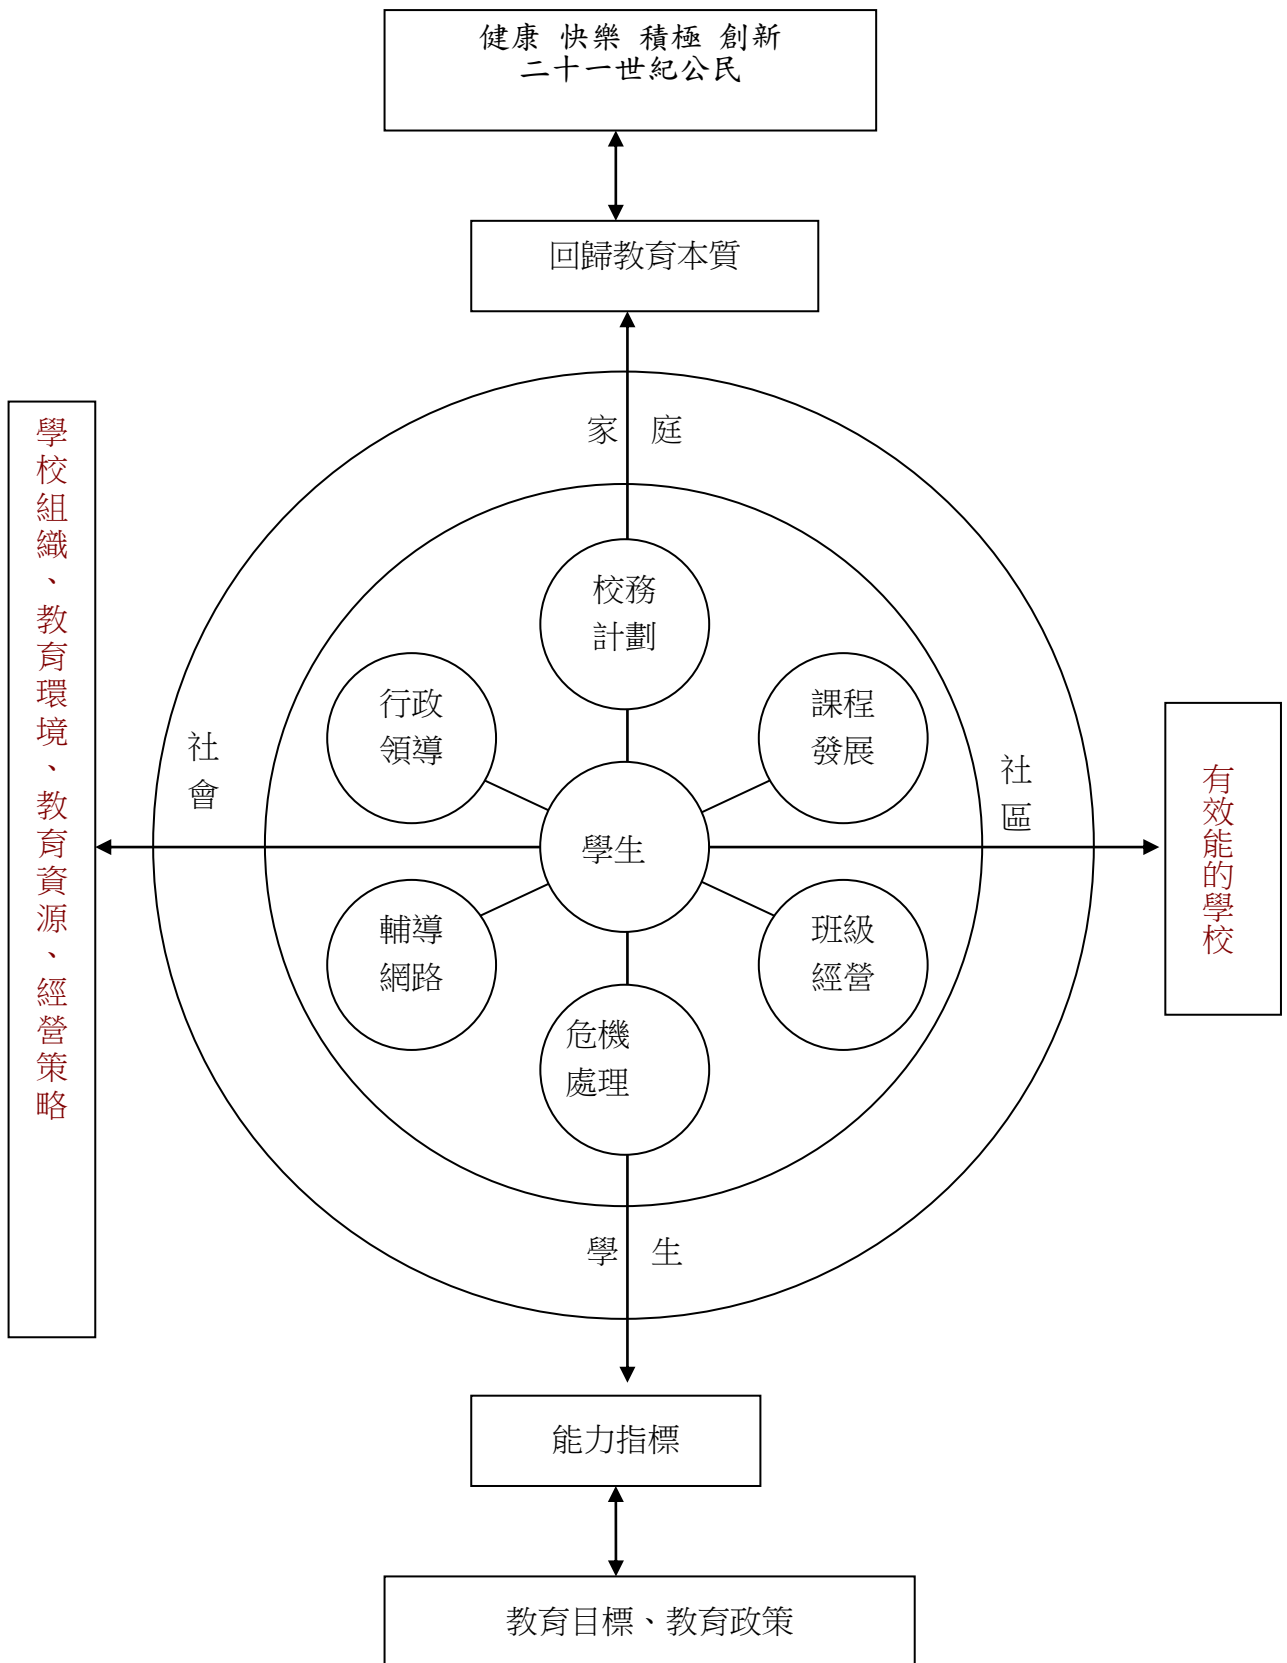 健康 快樂 積極 創新
二十一世紀公民
回歸教育本質
家 庭
學校組織、教育環境、教育資源、經營策略
校務
計劃
行政
領導
課程
發展
社
會
社
區
有效能的學校
學生
輔導
網路
班級
經營
危機
處理
學 生
能力指標
教育目標、教育政策